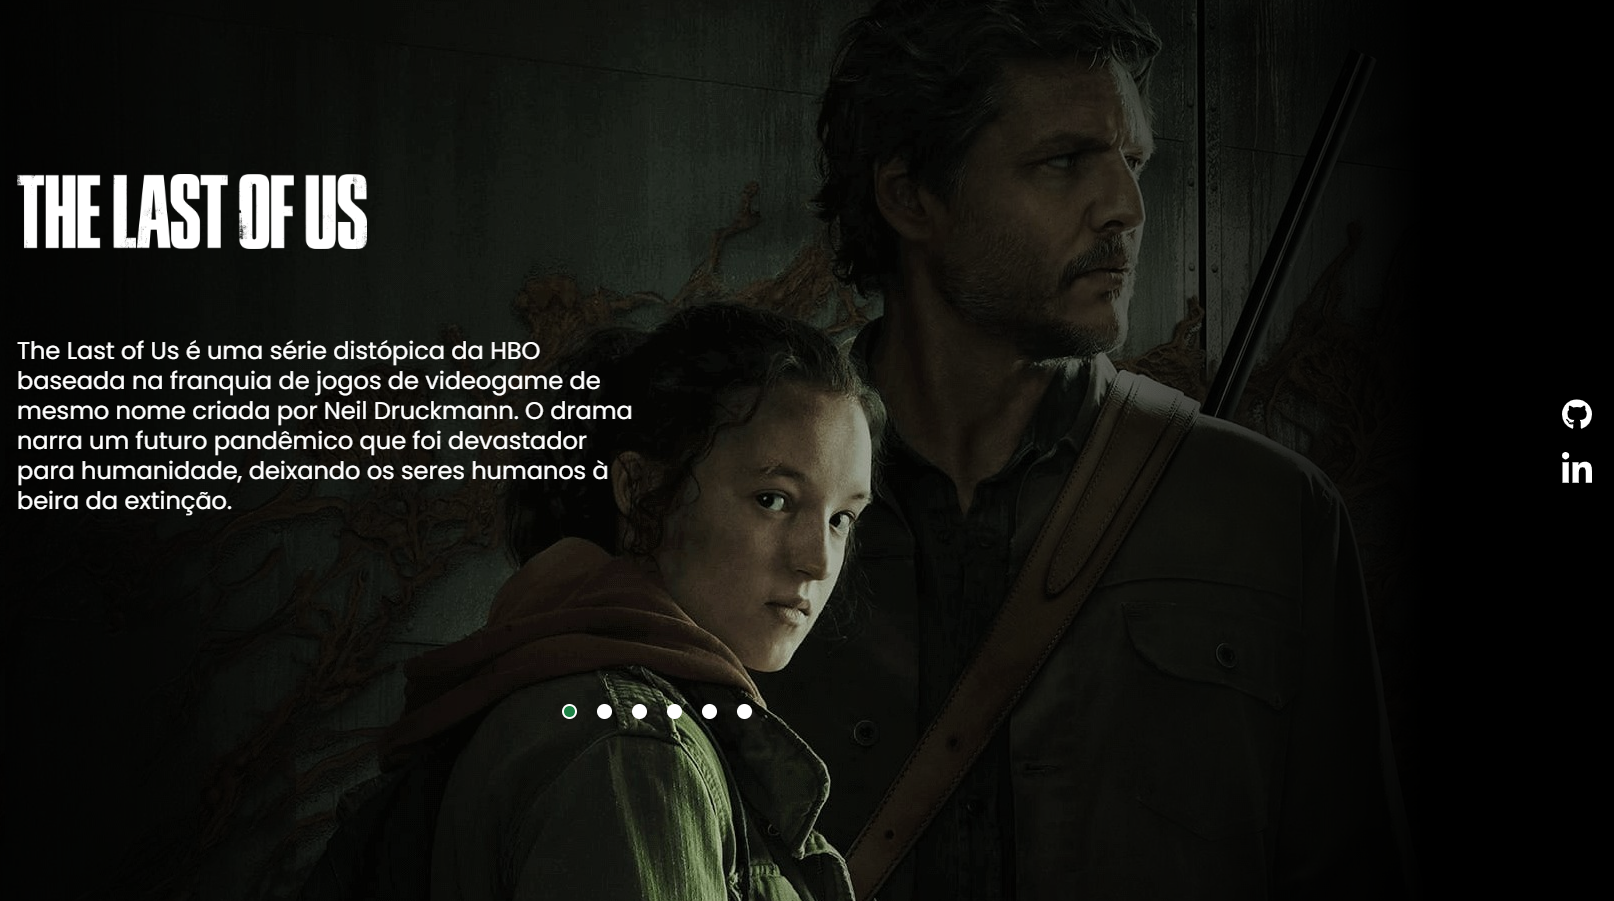 THE LAST OF US
The Last of Us é uma série distópica da HBO
baseada na franquia de jogos de videogame de
mesmo nome criada por Neil Druckmann. O drama
narra um futuro pandêmico que foi devastador
para humanidade, deixando os seres humanos à
beira da extinção.
in